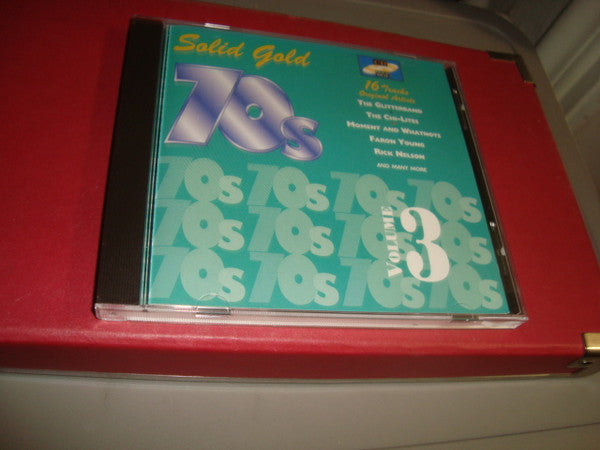 Solid Gold
70s
16 Tracks
Original Artists
The Glitterband
The Chi-Lites
Moment and Whatnots
Faron Young
Rick Nelson
and many more
70s 70s 70s 70s
70s 70s 70s 70s
70s 70s 70s 70s
Volume 3